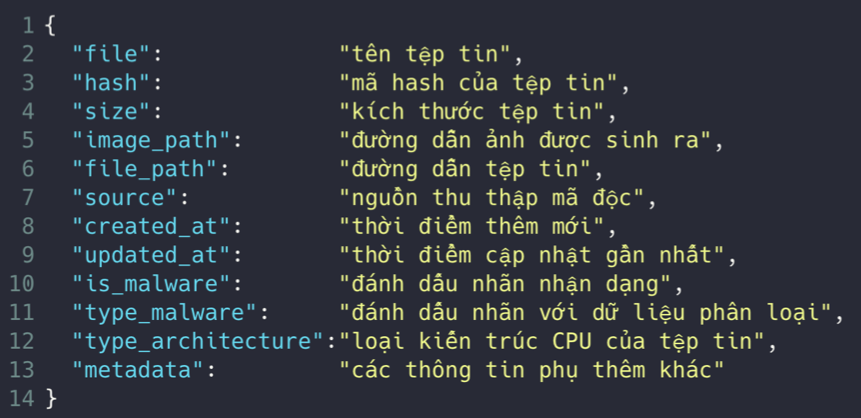 1 {
2 "file": "tên tệp tin",
3 "hash": "mã hash của tệp tin",
4 "size": "kích thước tệp tin",
5 "image_path": "đường dẫn ảnh được sinh ra",
6 "file_path": "đường dẫn tệp tin",
7 "source": "nguồn thu thập mã độc",
8 "created_at": "thời điểm thêm mới",
9 "updated_at": "thời điểm cập nhật gần nhất",
10 "is_malware": "đánh dấu nhãn nhận dạng",
11 "type_malware": "đánh dấu nhãn với dữ liệu phân loại",
12 "type_architecture":"loại kiến trúc CPU của tệp tin",
13 "metadata": "các thông tin phụ thêm khác"
14 }